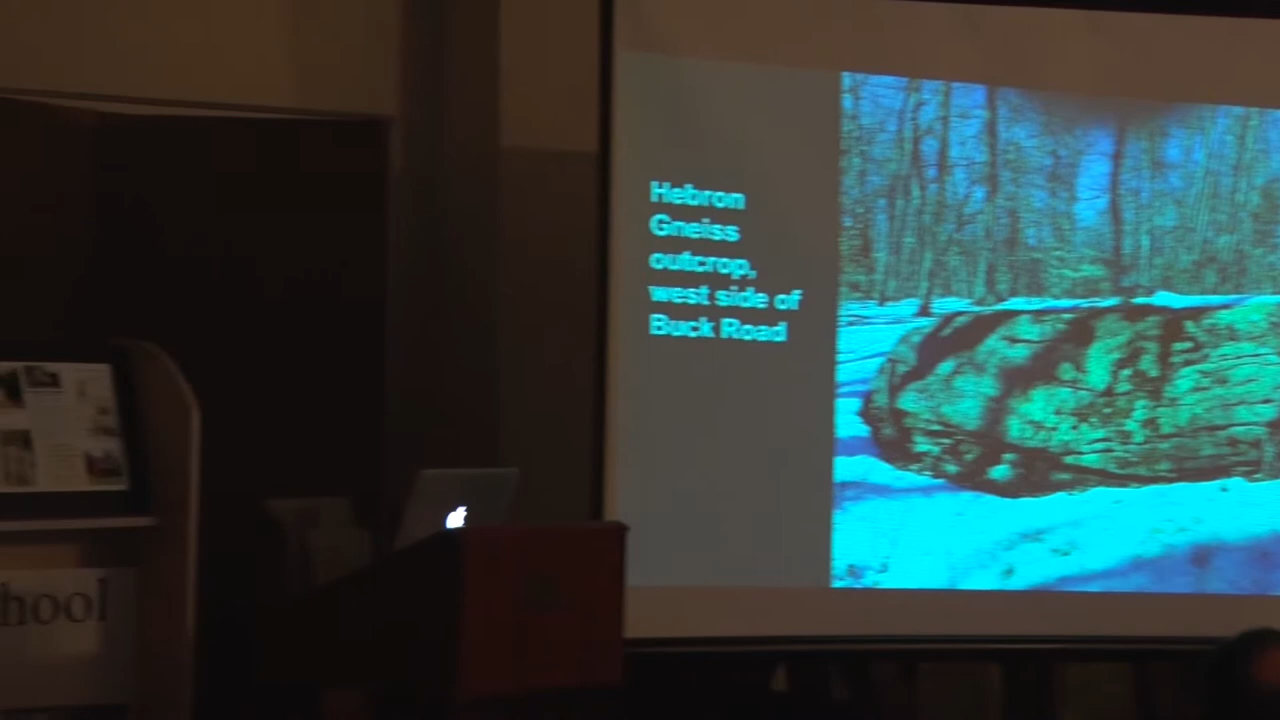 Hebron
Gneiss
outcrop,
west side of
Buck Road
hool